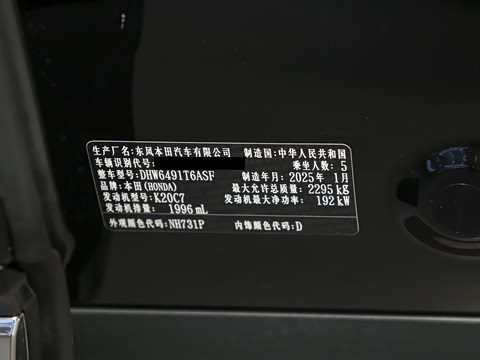 生产厂名:东风本田汽车有限公司 制造国:中华人民共和国
车辆识别代号: 乘坐人数: 5
整车型号:DHW6491T6ASF 制造年月:2025年 1月
品牌:本田(HONDA) 最大允许总质量: 2295kg
发动机型号:K20C7 发动机最大净功率: 192kW
发动机排量: 1996mL
外观颜色代码:NH731P 内饰颜色代码:D